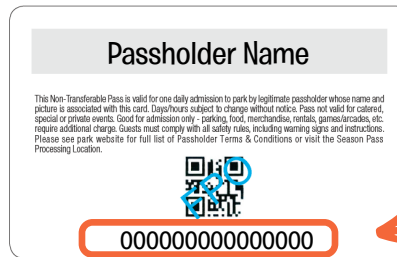 Passholder Name
This Non-Transferable Pass is valid for one daily admission to park by legitimate passholder whose name and
picture is associated with this card. Days/hours subject to change without notice. Pass not valid for catered,
special or private events. Good for admission only - parking, food, merchandise, rentals, games/arcades, etc.
require additional charge. Guests must comply with all safety rules, including warning signs and instructions.
Please see park website for full list of Passholder Terms & Conditions or visit the Season Pass
Processing Location.
FPO
000000000000000